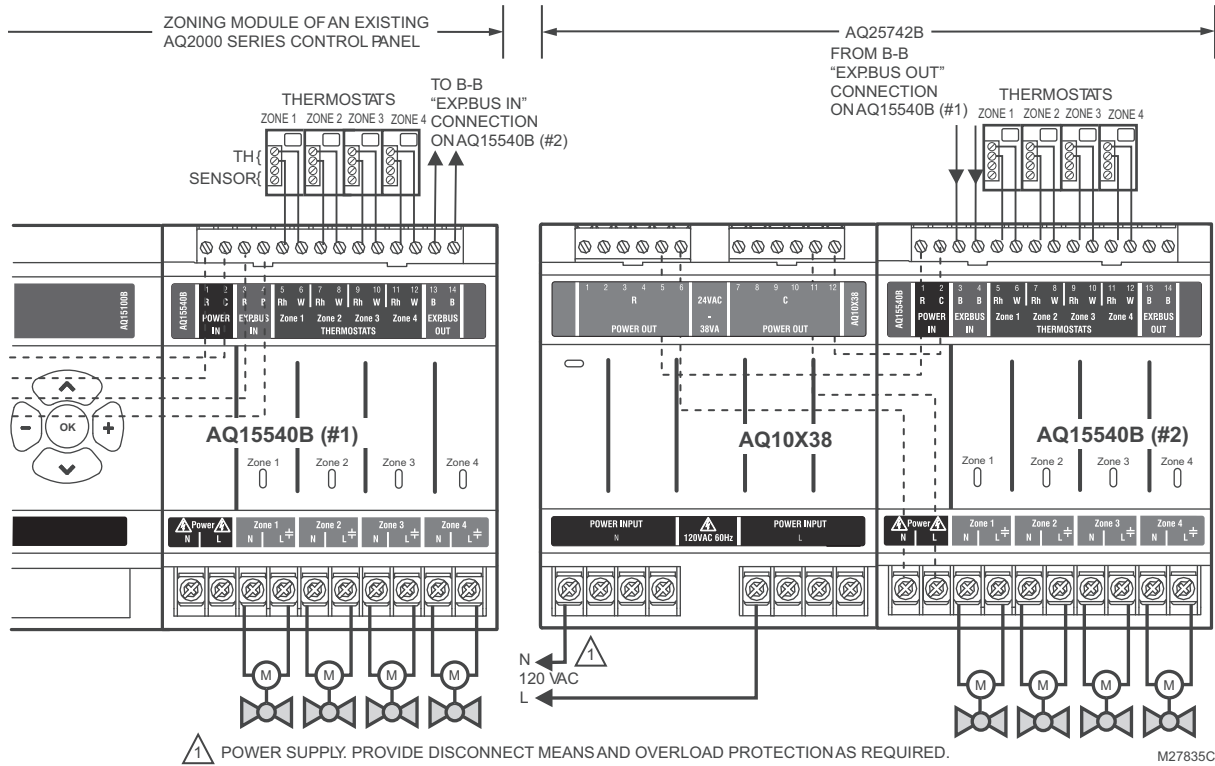 ZONING MODULE OF AN EXISTING
AQ2000 SERIES CONTROL PANEL
AQ25742B
TO B-B
“EXP.BUS IN”
CONNECTION
ON AQ15540B (#2)
FROM B-B
“EXP.BUS OUT”
CONNECTION
ON AQ15540B (#1)
THERMOSTATS
ZONE 1 ZONE 2 ZONE 3 ZONE 4
TH{
SENSOR{
THERMOSTATS
ZONE 1 ZONE 2 ZONE 3 ZONE 4
AQ15100B
AQ15540B
1 2 3 4 5 6 7 8 9 10 11 12 13 14
R C B B Rh W Rh W Rh W Rh W B B
POWER IN
EXP.BUS IN
Zone 1 Zone 2 Zone 3 Zone 4
THERMOSTATS
EXP.BUS OUT
1 2 3 4 5 6
R
POWER OUT
24VAC
-
38VA
7 8 9 10 11 12
C
POWER OUT
AQ10X38
AQ15540B
1 2 3 4 5 6 7 8 9 10 11 12 13 14
R C B B Rh W Rh W Rh W Rh W B B
POWER IN
EXP.BUS IN
Zone 1 Zone 2 Zone 3 Zone 4
THERMOSTATS
EXP.BUS OUT
- OK +
AQ15540B (#1)
Zone 1 Zone 2 Zone 3 Zone 4
AQ10X38
AQ15540B (#2)
Zone 1 Zone 2 Zone 3 Zone 4
Power Zone 1 Zone 2 Zone 3 Zone 4
N L N L N L N L N L
POWER INPUT
N
120VAC 60Hz
POWER INPUT
L
Power Zone 1 Zone 2 Zone 3 Zone 4
N L N L N L N L N L
M M M M
N
1
120 VAC
L
M M M M
1 POWER SUPPLY. PROVIDE DISCONNECT MEANS AND OVERLOAD PROTECTION AS REQUIRED.
M27835C